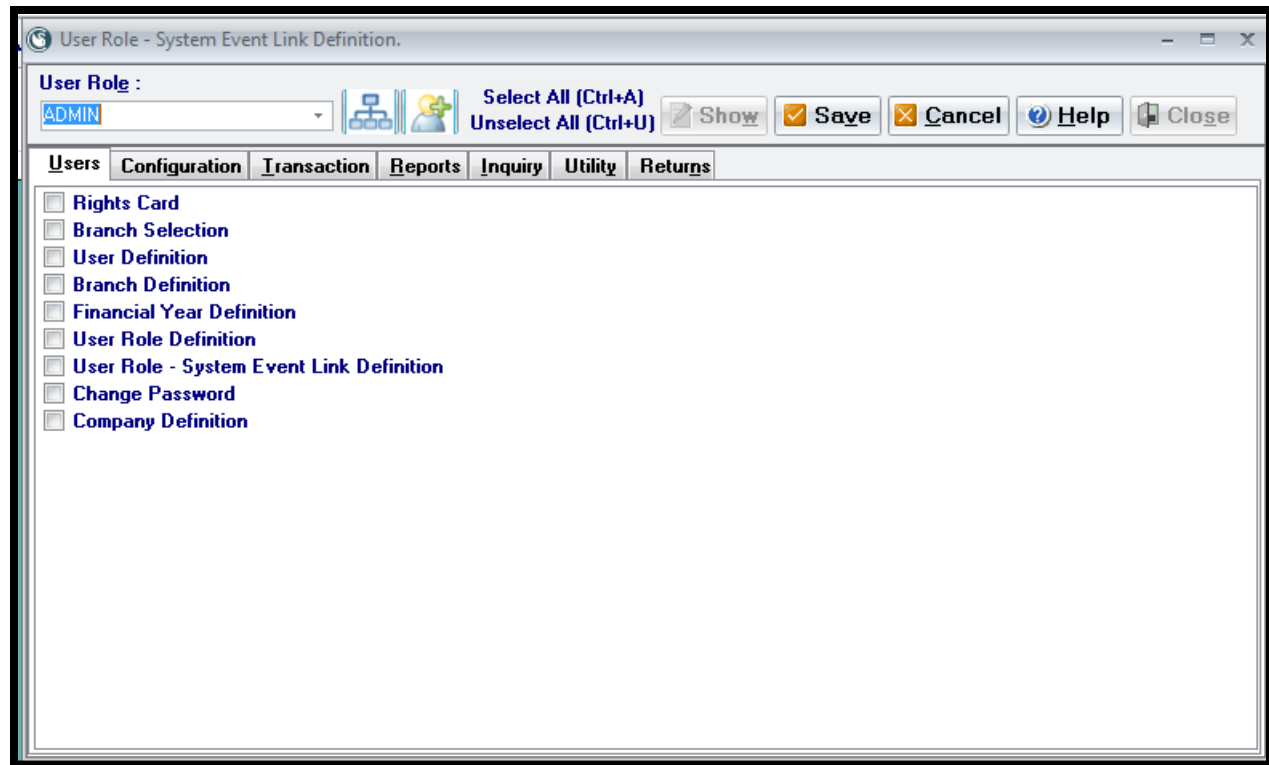 User Role - System Event Link Definition.
User Role :
ADMIN
Select All (Ctrl+A)
Unselect All (Ctrl+U)
Show Save Cancel Help Close
Users Configuration Transaction Reports Inquiry Utility Returns
Rights Card
Branch Selection
User Definition
Branch Definition
Financial Year Definition
User Role Definition
User Role - System Event Link Definition
Change Password
Company Definition